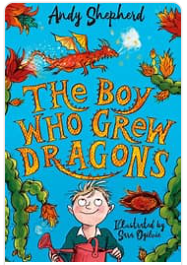 Andy Shepherd
THE BOY
WHO GREW
DRAGONS
Illustrated by
Sara Ogilvie